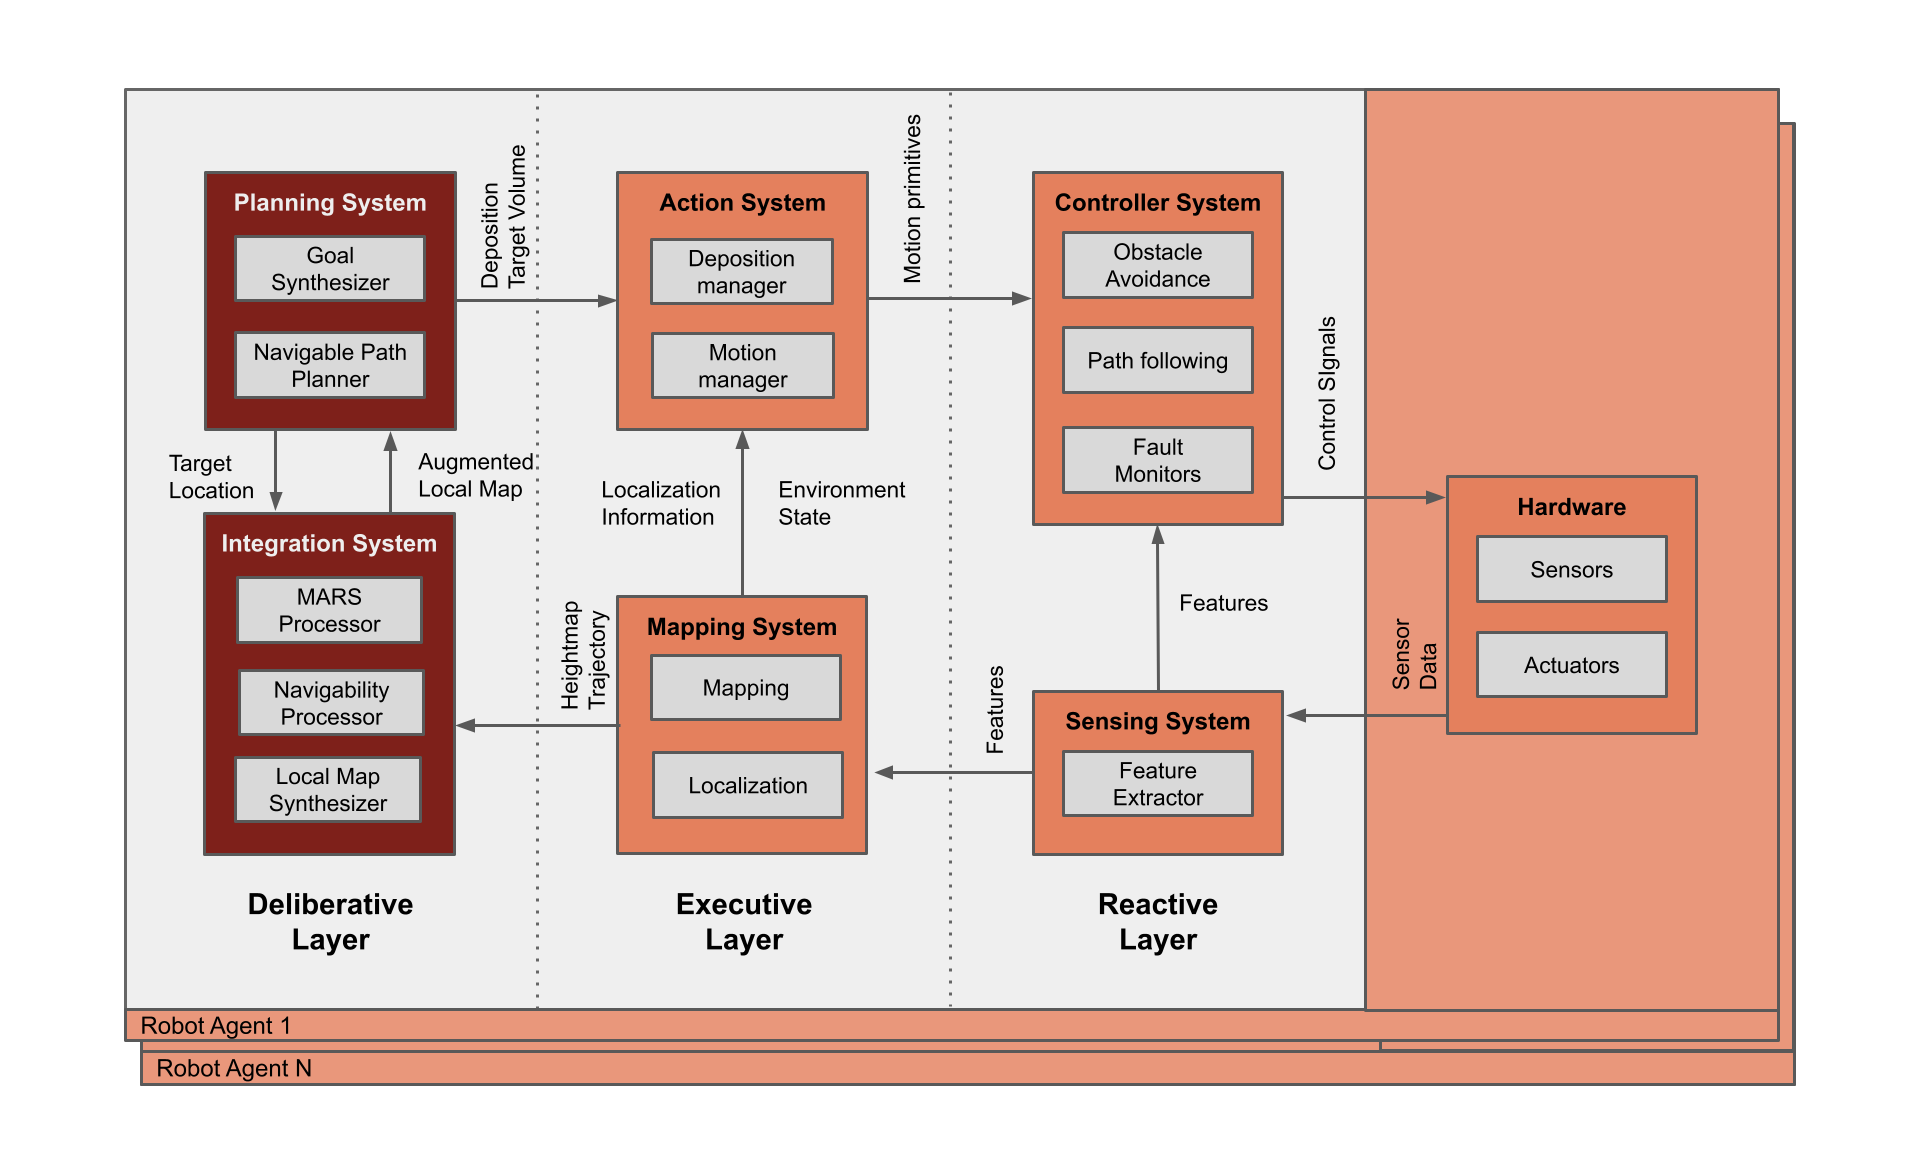 Planning System
Goal
Synthesizer
Navigable Path
Planner
Deposition
Target Volume
Target
Location
Augmented
Local Map
Integration System
MARS
Processor
Navigability
Processor
Local Map
Synthesizer
Deliberative
Layer
Action System
Deposition
manager
Motion
manager
Motion primitives
Localization
Information
Environment
State
Heightmap
Trajectory
Mapping System
Mapping
Localization
Executive
Layer
Controller System
Obstacle
Avoidance
Path following
Fault
Monitors
Control SIgnals
Features
Features
Sensing System
Feature
Extractor
Reactive
Layer
Sensor
Data
Hardware
Sensors
Actuators
Robot Agent 1
Robot Agent N